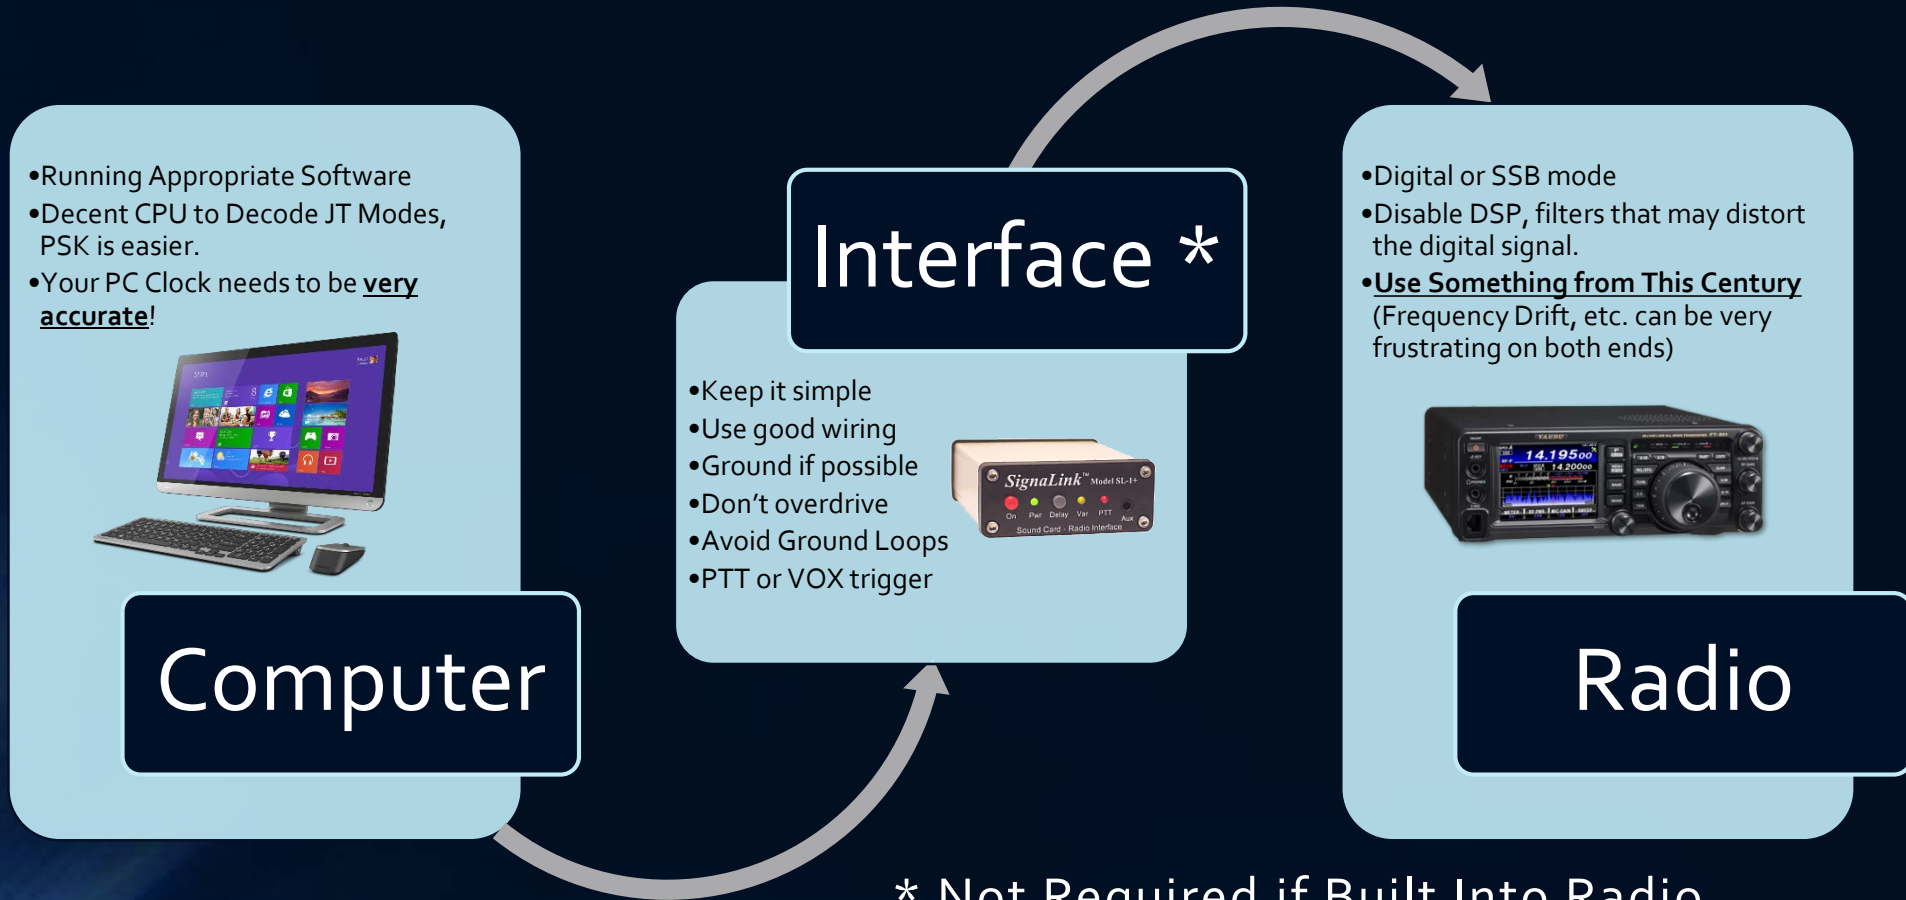 •Running Appropriate Software
•Decent CPU to Decode JT Modes,
PSK is easier.
•Your PC Clock needs to be very
accurate!
Computer
Interface *
•Keep it simple
•Use good wiring
•Ground if possible
•Don’t overdrive
•Avoid Ground Loops
•PTT or VOX trigger
SignaLink™ Model SL-1+
On Pwr Delay Var PTT Aux
Sound Card - Radio Interface
•Digital or SSB mode
•Disable DSP, filters that may distort
the digital signal.
•Use Something from This Century
(Frequency Drift, etc. can be very
frustrating on both ends)
YAESU
14.19500
14.20000
Radio
* Not Required if Built Into Radio